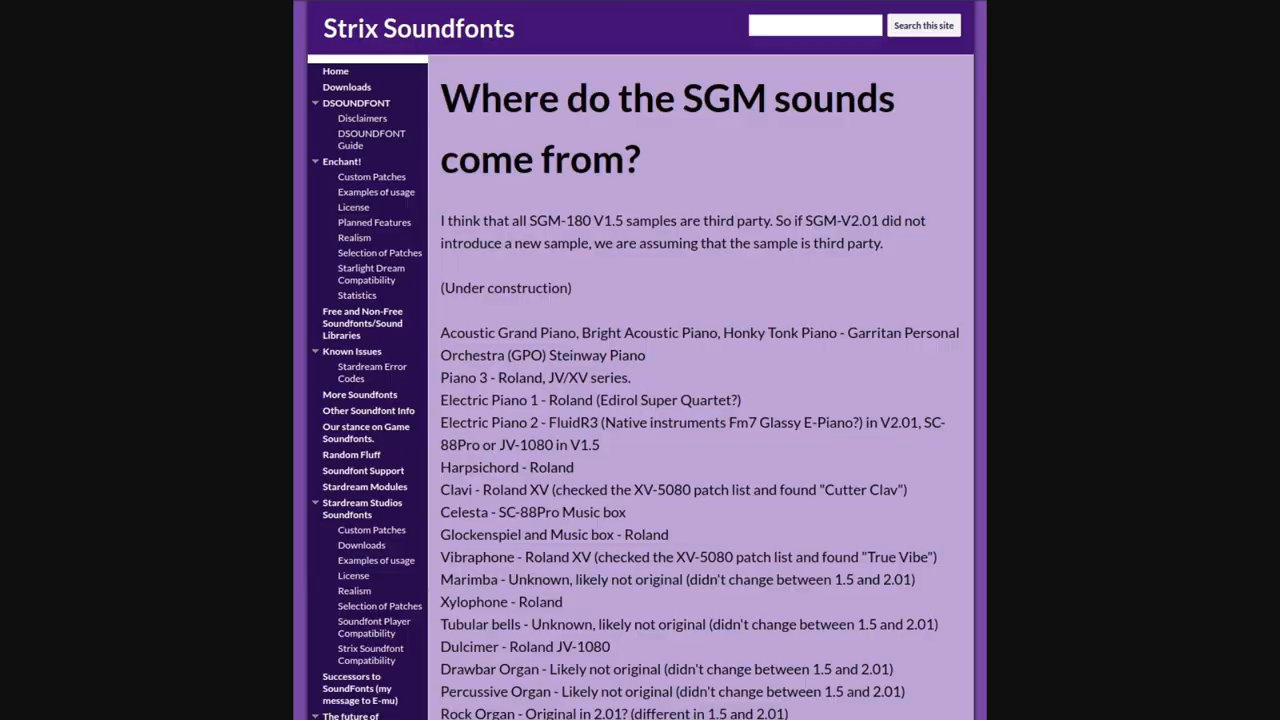 Strix Soundfonts
Search this site
Home
Downloads
DSOUNDFONT
Disclaimers
DSOUNDFONT
Guide
Enchant!
Custom Patches
Examples of usage
License
Planned Features
Realism
Selection of Patches
Starlight Dream
Compatibility
Statistics
Free and Non-Free
Soundfonts/Sound
Libraries
Known Issues
Stardream Error
Codes
More Soundfonts
Other Soundfont Info
Our stance on Game
Soundfonts.
Random Fluff
Soundfont Support
Stardream Modules
Stardream Studios
Soundfonts
Custom Patches
Downloads
Examples of usage
License
Realism
Selection of Patches
Soundfont Player
Compatibility
Strix Soundfont
Compatibility
Successors to
SoundFonts (my
message to E-mu)
The future of
Where do the SGM sounds
come from?
I think that all SGM-180 V1.5 samples are third party. So if SGM-V2.01 did not
introduce a new sample, we are assuming that the sample is third party.
(Under construction)
Acoustic Grand Piano, Bright Acoustic Piano, Honky Tonk Piano - Garritan Personal
Orchestra (GPO) Steinway Piano
Piano 3 - Roland, JV/XV series.
Electric Piano 1 - Roland (Edirol Super Quartet?)
Electric Piano 2 - FluidR3 (Native instruments Fm7 Glassy E-Piano?) in V2.01, SC-
88Pro or JV-1080 in V1.5
Harpsichord - Roland
Clavi - Roland XV (checked the XV-5080 patch list and found "Cutter Clav")
Celesta - SC-88Pro Music box
Glockenspiel and Music box - Roland
Vibraphone - Roland XV (checked the XV-5080 patch list and found "True Vibe")
Marimba - Unknown, likely not original (didn't change between 1.5 and 2.01)
Xylophone - Roland
Tubular bells - Unknown, likely not original (didn't change between 1.5 and 2.01)
Dulcimer - Roland JV-1080
Drawbar Organ - Likely not original (didn't change between 1.5 and 2.01)
Percussive Organ - Likely not original (didn't change between 1.5 and 2.01)
Rock Organ - Original in 2.01? (different in 1.5 and 2.01)